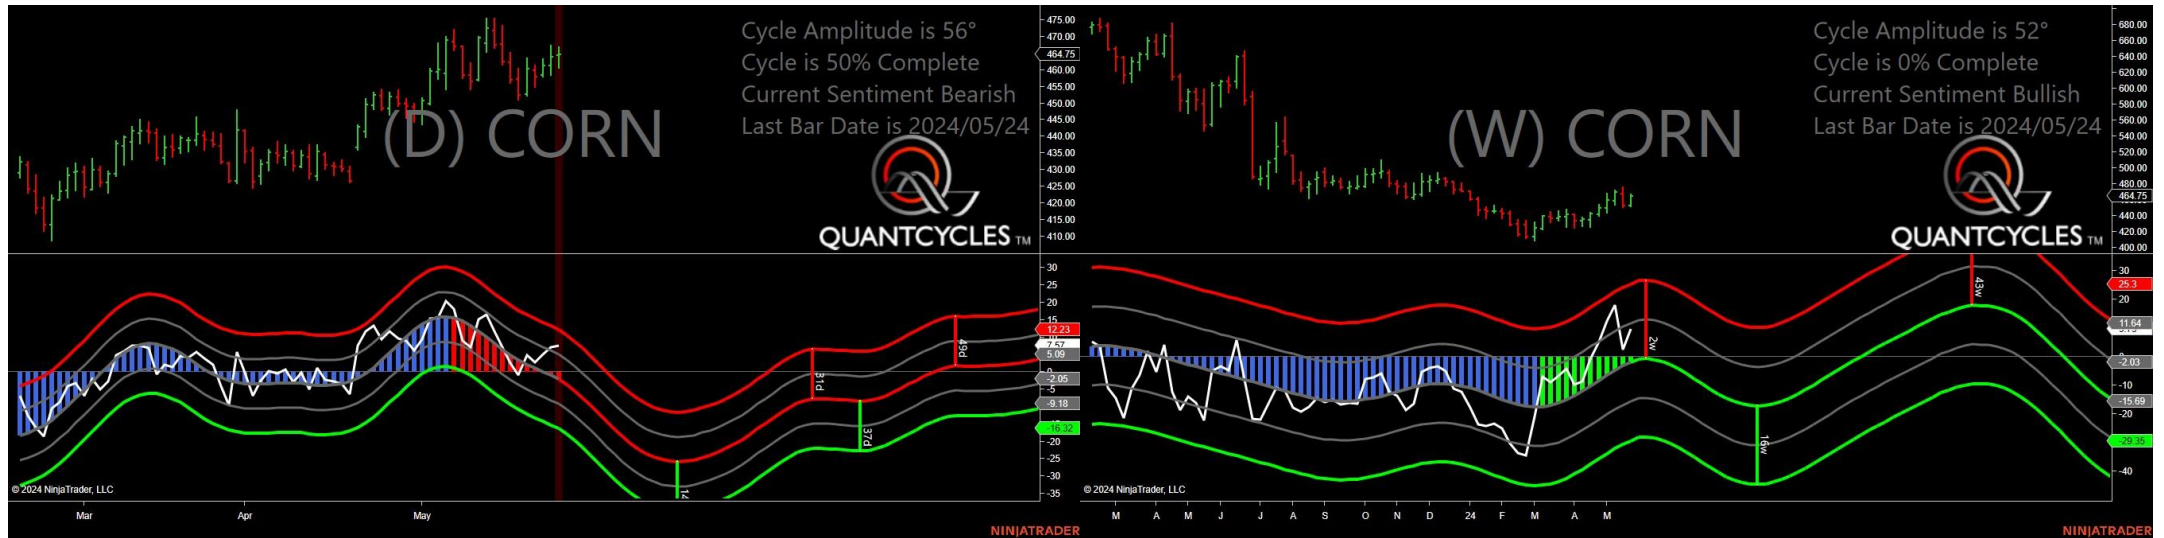 Cycle Amplitude is 56°
Cycle is 50% Complete
Current Sentiment Bearish
Last Bar Date is 2024/05/24
(D) CORN
QUANTCYCLES TM
475.00
470.00
464.75
460.00
455.00
450.00
445.00
440.00
435.00
430.00
425.00
420.00
415.00
410.00
30
25
20
15
12.23
7.57
5.09
0
-2.05
-5
-9.18
-16.32
-20
-25
-30
-35
31d
37d
49d
14
© 2024 NinjaTrader, LLC
Mar
Apr
May
NINJATRADER
Cycle Amplitude is 52°
Cycle is 0% Complete
Current Sentiment Bullish
Last Bar Date is 2024/05/24
(W) CORN
QUANTCYCLES TM
680.00
660.00
640.00
620.00
600.00
580.00
560.00
540.00
520.00
500.00
480.00
464.75
440.00
420.00
400.00
30
25.3
20
11.64
-2.03
-10
-15.69
-20
-29.35
-40
2w
16w
43w
© 2024 NinjaTrader, LLC
M A M J J A S O N D 24 F M A M
NINJATRADER